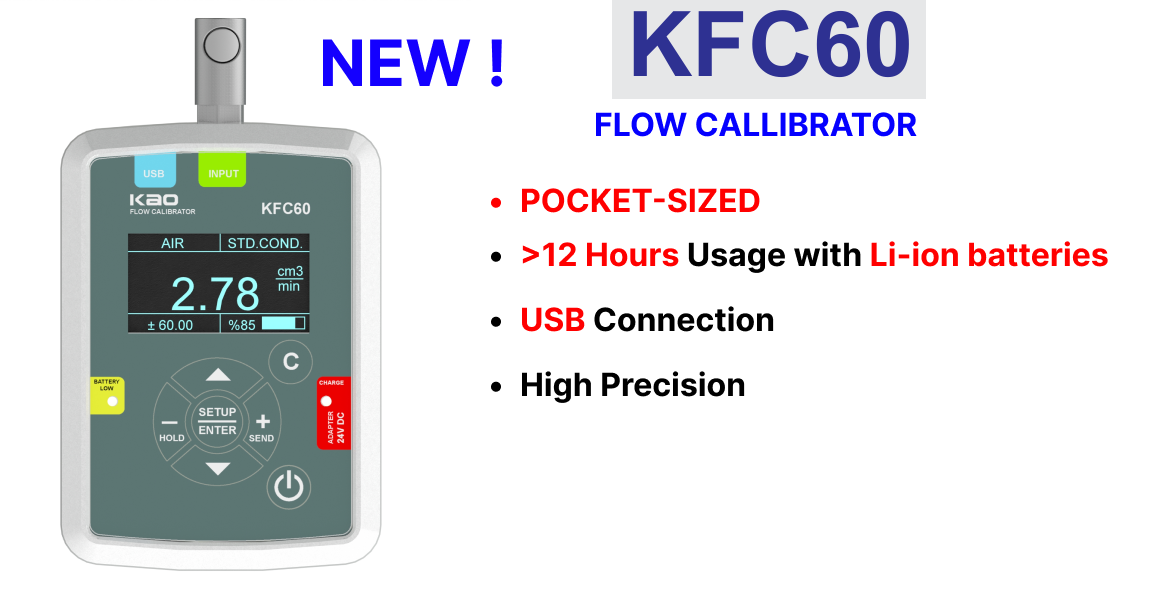 NEW !
KFC60
FLOW CALLIBRATOR
• POCKET-SIZED
• >12 Hours Usage with Li-ion batteries
• USB Connection
• High Precision
USB
INPUT
KAO
FLOW CALIBRATOR
KFC60
AIR
STD.COND.
2.78
cm3
min
± 60.00
%85
C
BATTERY
LOW
CHARGE
ADAPTER
24V DC
SETUP
ENTER
HOLD
SEND